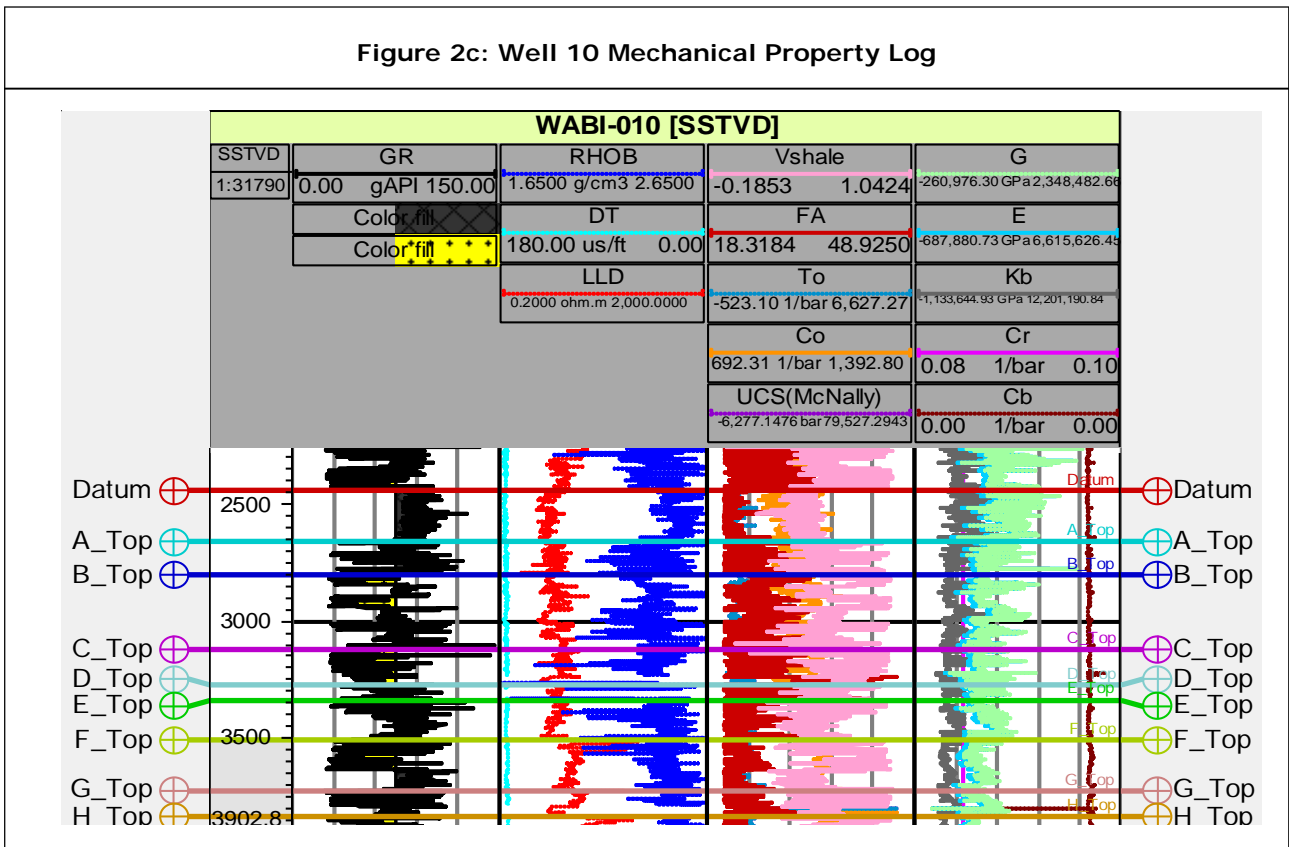 Figure 2c: Well 10 Mechanical Property Log
WABI-010 [SSTVD]
SSTVD GR RHOB Vshale G
1:31790 0.00 gAPI 150.00 1.6500 g/cm3 2.6500 -0.1853 1.0424 -260,976.30 GPa 2,348,482.66
Color fill DT FA E
Color fill 180.00 us/ft 0.00 18.3184 48.9250 -687,880.73 GPa 6,615,626.45
LLD To Kb
0.2000 ohm.m 2,000.0000 -523.10 1/bar 6,627.27 -1,133,644.93 GPa 12,201,190.84
Co Cr
692.31 1/bar 1,392.80 0.08 1/bar 0.10
UCS(McNally) Cb
-6,277.1476 bar 79,527.2943 0.00 1/bar 0.00
Datum Datum Datum
2500
A_Top A_Top A_Top
B_Top B_Top B_Top
3000
C_Top C_Top C_Top
D_Top D_Top D_Top
E_Top E_Top E_Top
F_Top 3500 F_Top F_Top
G_Top G_Top G_Top
H_Top 3902.8 H_Top H_Top